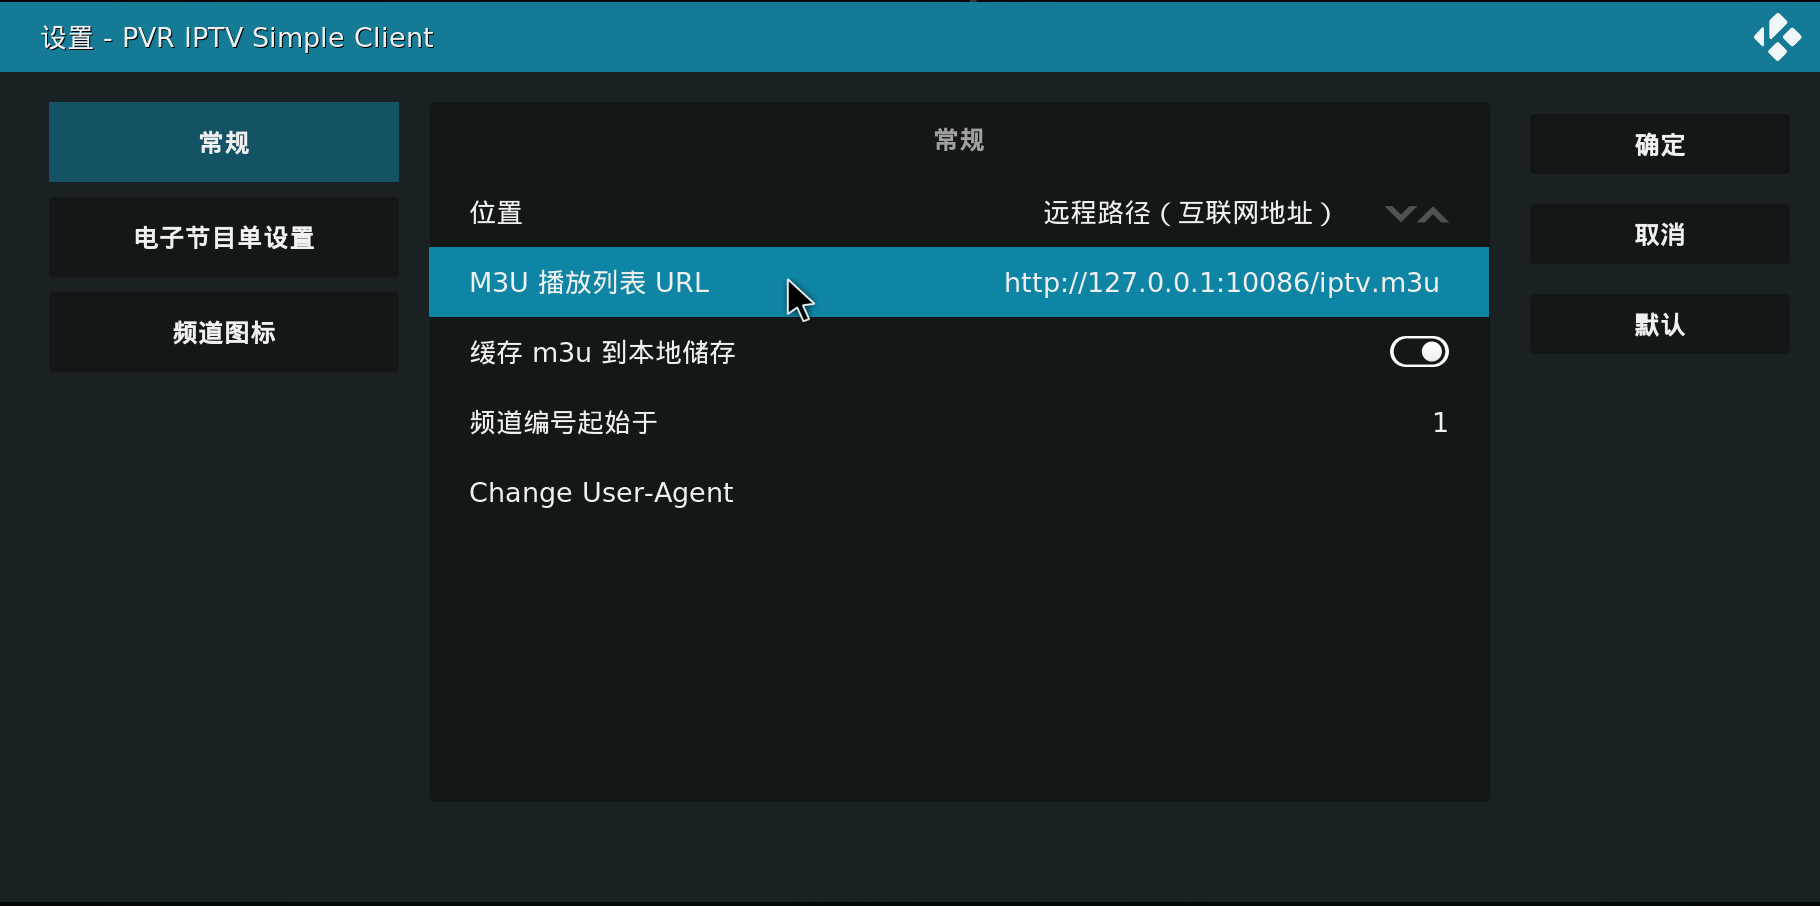 设置 - PVR IPTV Simple Client
常规
电子节目单设置
频道图标
常规
位置 远程路径（互联网地址）
M3U 播放列表 URL http://127.0.0.1:10086/iptv.m3u
缓存 m3u 到本地储存
频道编号起始于 1
Change User-Agent
确定
取消
默认